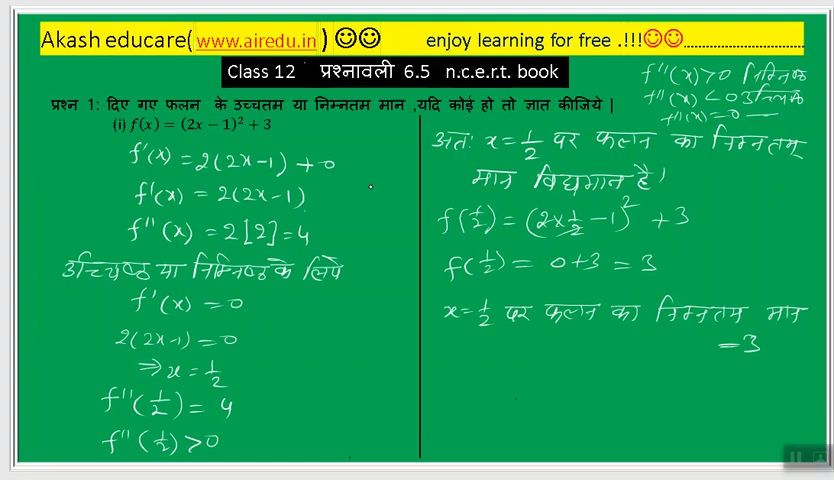 Akash educare( www.airedu.in ) ☺☺ enjoy learning for free .!!!☺☺..............................
Class 12 प्रश्नावली 6.5 n.c.e.r.t. book
f''(x)>0 निम्निष्ठ
f''(x) <0 उच्चिष्ठ
f''(x)=0 —
प्रश्न 1: दिए गए फलन के उच्चतम या निम्नतम मान ,यदि कोई हो तो ज्ञात कीजिये |
(i) f(x) = (2x − 1)² + 3
f'(x) = 2(2x-1) +0
f'(x) = 2(2x-1)
f''(x) = 2[2]=4
उच्चिष्ठ या निम्निष्ठ के लिये
f'(x) =0
2(2x-1)=0
⇒ x = 1/2
f''(1/2) = 4
f''(1/2) >0
अतः x=1/2 पर फलन का निम्नतम्
मान विद्यमान है।
f(1/2) = (2×1/2 -1)² +3
f(1/2) = 0+3 = 3
x=1/2 पर फलन का निम्नतम मान
=3